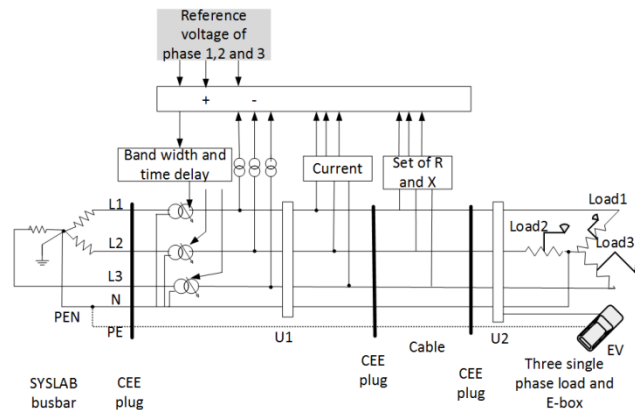 Reference
voltage of
phase 1,2 and 3
+ -
Band width and
time delay
Current
Set of R
and X
L1
L2
L3
N
PEN
PE
Load1
Load2
Load3
U1
Cable
U2
EV
SYSLAB
busbar
CEE
plug
CEE
plug
CEE
plug
Three single
phase load and
E-box